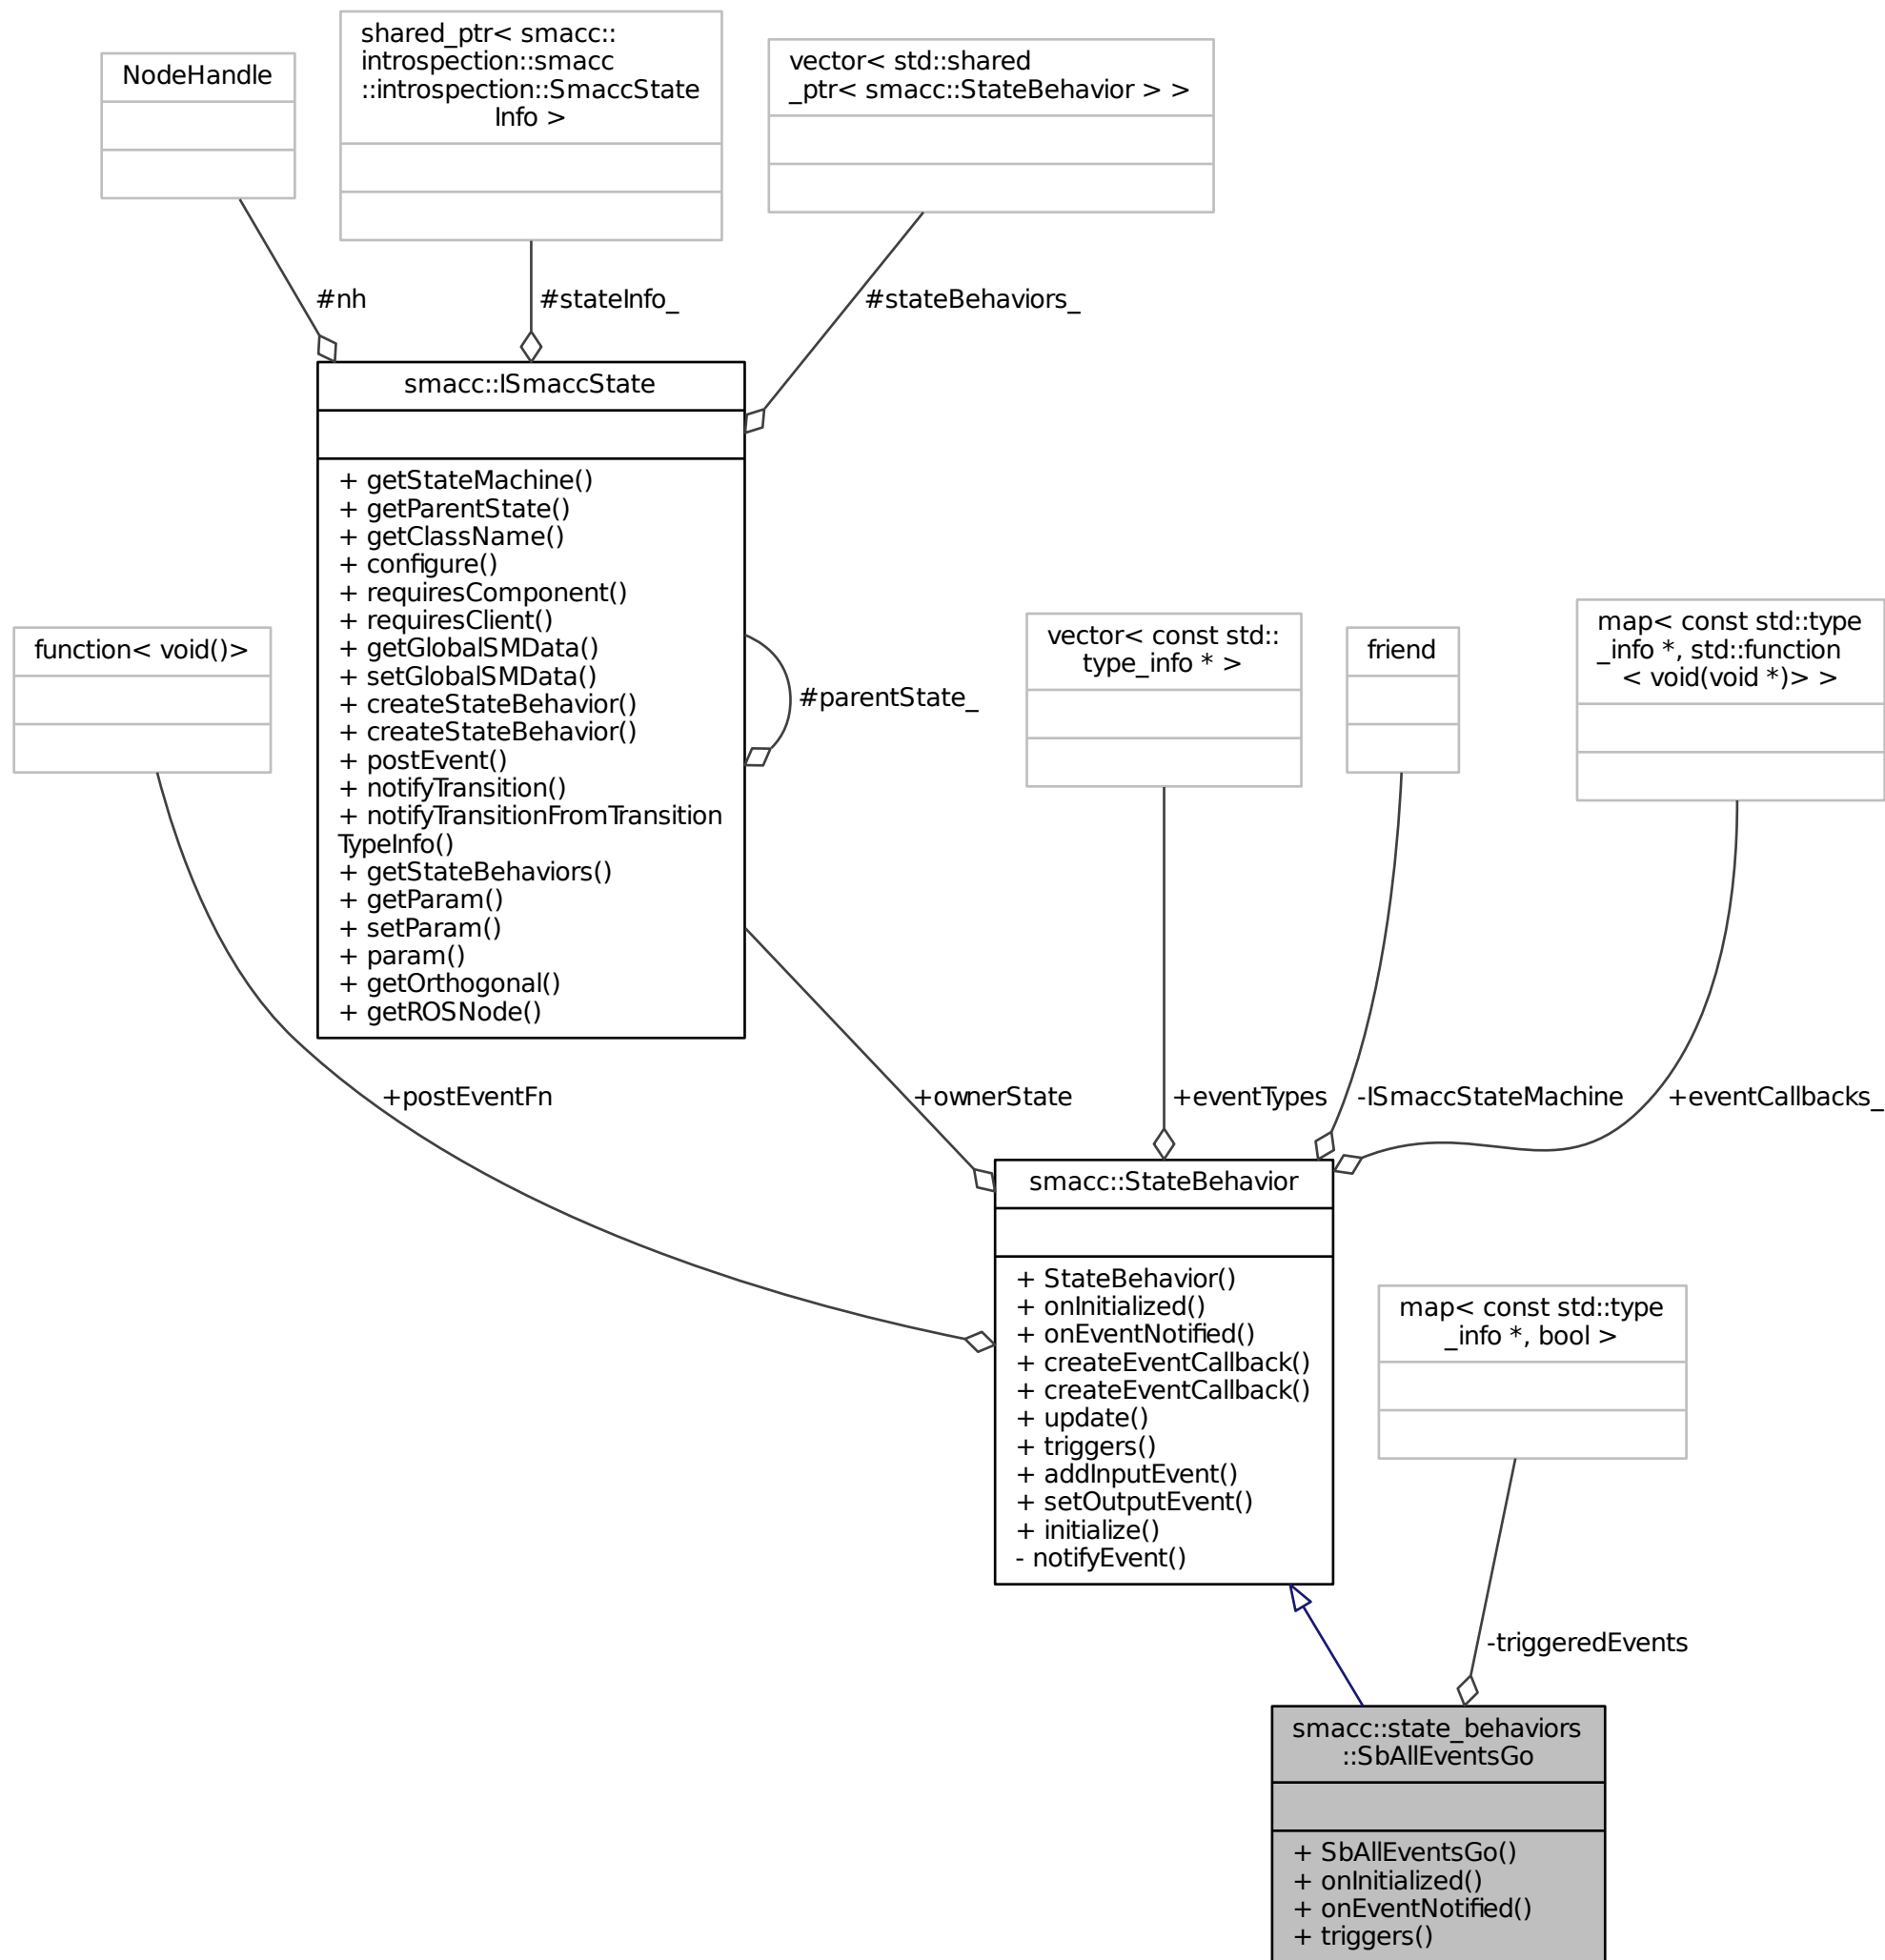 NodeHandle
shared_ptr< smacc::
introspection::smacc
::introspection::SmaccState
Info >
vector< std::shared
_ptr< smacc::StateBehavior > >
#nh
#stateInfo_
#stateBehaviors_
smacc::ISmaccState
+ getStateMachine()
+ getParentState()
+ getClassName()
+ configure()
+ requiresComponent()
+ requiresClient()
+ getGlobalSMData()
+ setGlobalSMData()
+ createStateBehavior()
+ createStateBehavior()
+ postEvent()
+ notifyTransition()
+ notifyTransitionFromTransition
TypeInfo()
+ getStateBehaviors()
+ getParam()
+ setParam()
+ param()
+ getOrthogonal()
+ getROSNode()
#parentState_
function< void()>
vector< const std::
type_info * >
friend
map< const std::type
_info *, std::function
< void(void *)> >
+postEventFn
+ownerState
+eventTypes
-ISmaccStateMachine
+eventCallbacks_
smacc::StateBehavior
+ StateBehavior()
+ onInitialized()
+ onEventNotified()
+ createEventCallback()
+ createEventCallback()
+ update()
+ triggers()
+ addInputEvent()
+ setOutputEvent()
+ initialize()
- notifyEvent()
map< const std::type
_info *, bool >
-triggeredEvents
smacc::state_behaviors
::SbAllEventsGo
+ SbAllEventsGo()
+ onInitialized()
+ onEventNotified()
+ triggers()